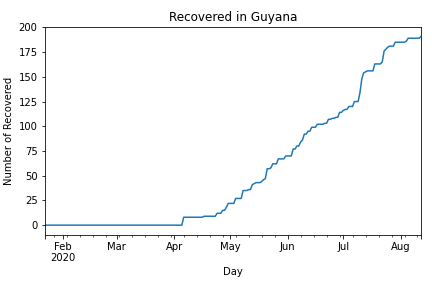 Recovered in Guyana
Number of Recovered
200
175
150
125
100
75
50
25
0
Feb
2020
Mar
Apr
May
Jun
Jul
Aug
Day